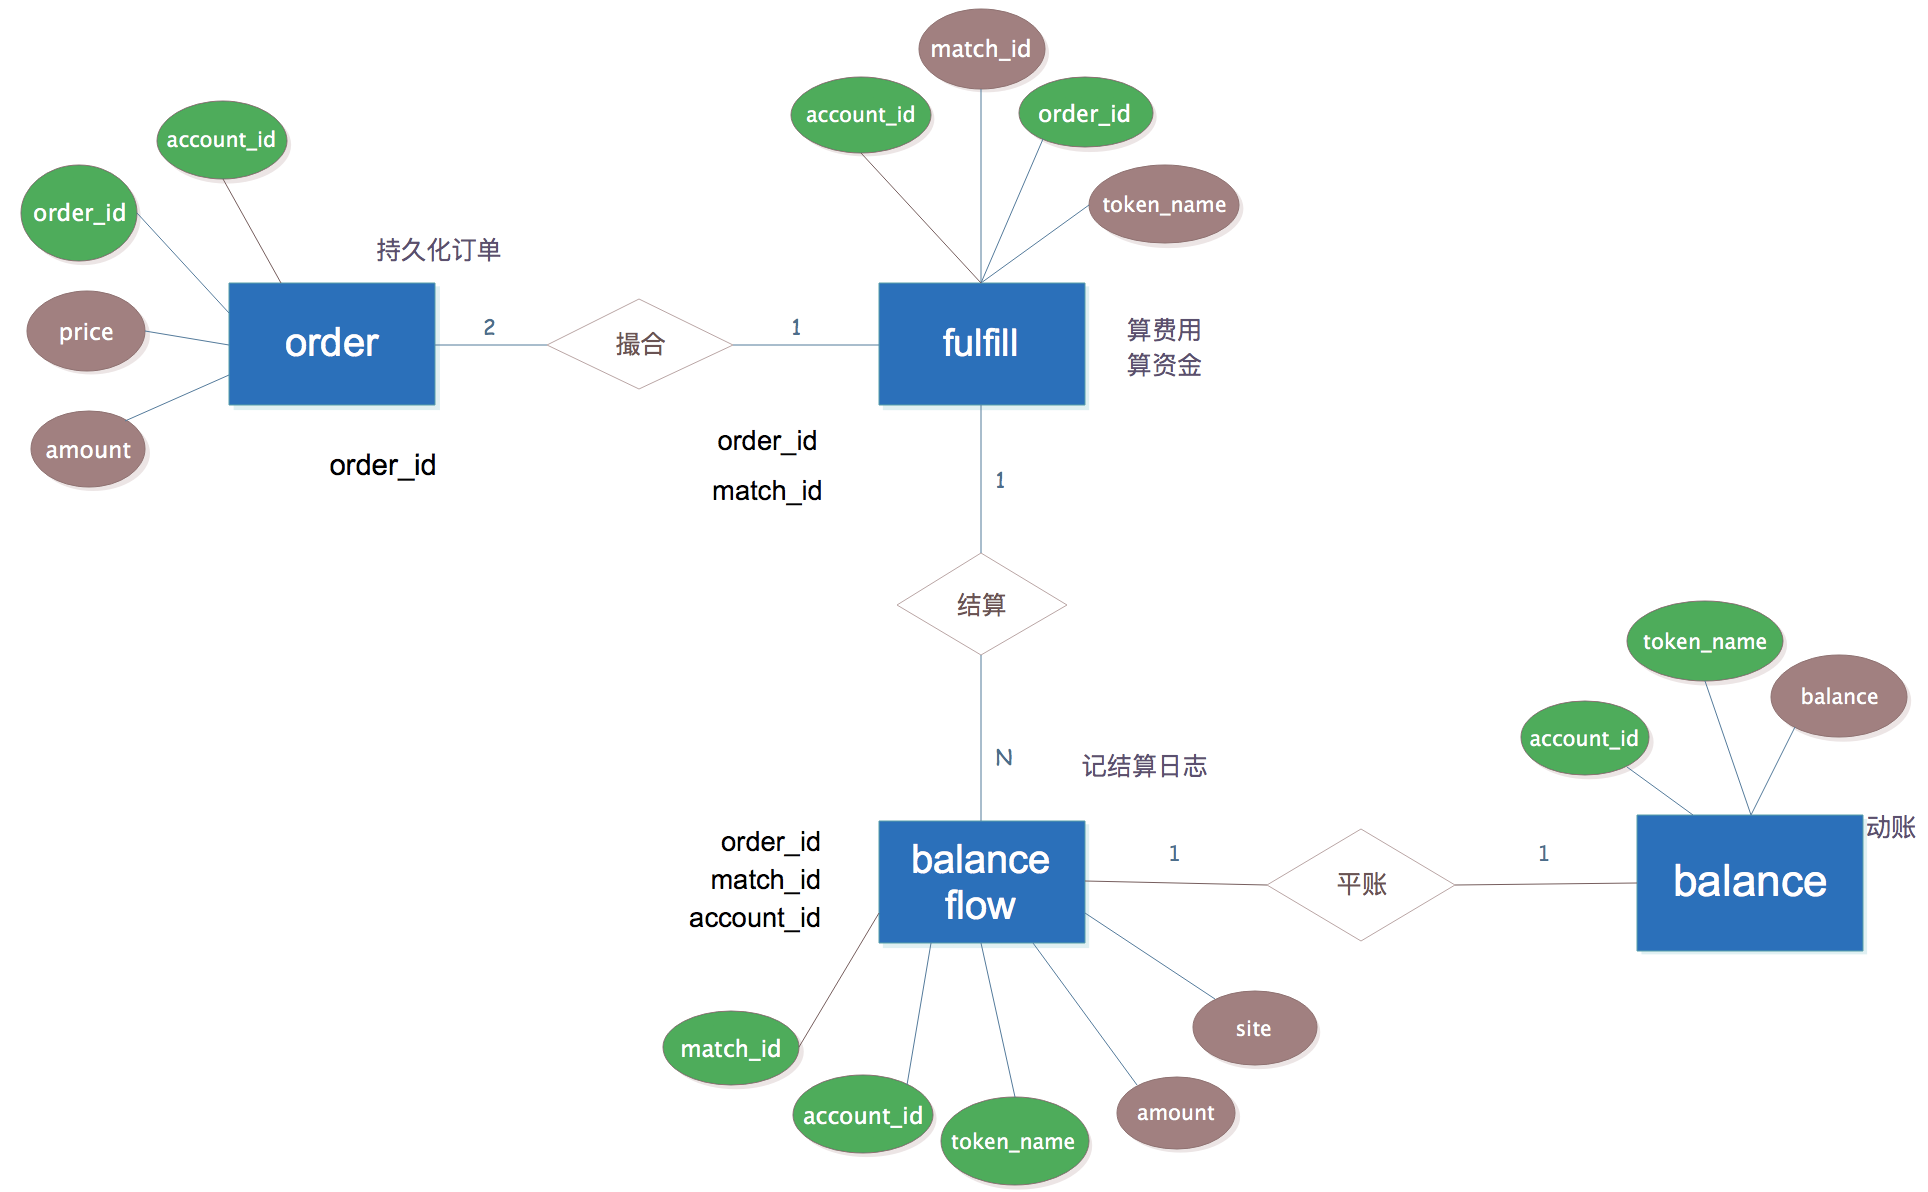 match_id
account_id
order_id
account_id
order_id
token_name
持久化订单
price
order
2
撮合
1
fulfill
算费用
算资金
amount
order_id
order_id
match_id
1
结算
token_name
balance
account_id
N
记结算日志
动账
order_id
match_id
account_id
balance
flow
1
平账
1
balance
match_id
account_id
token_name
amount
site